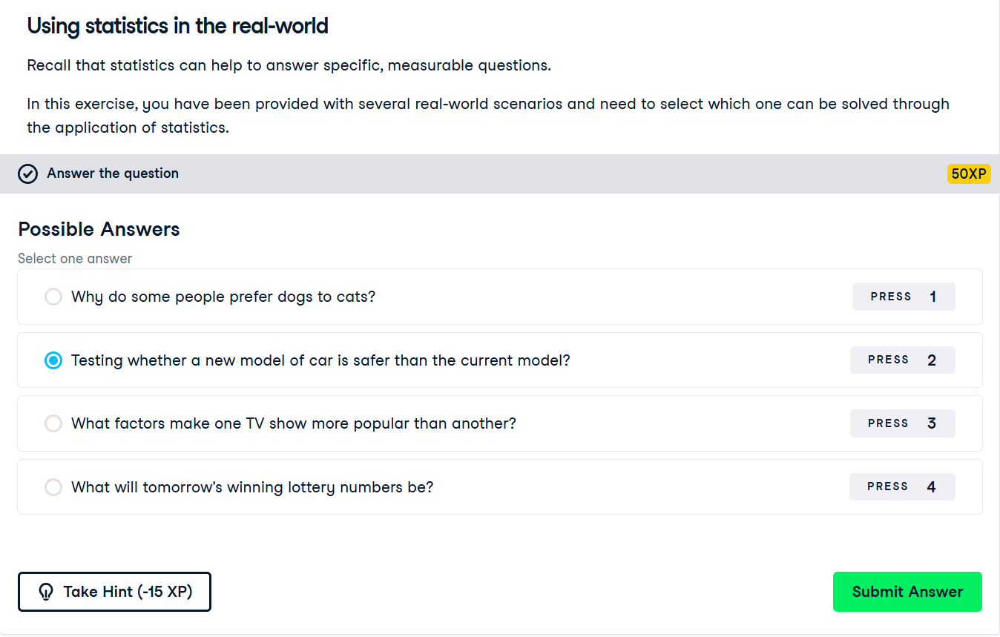 Using statistics in the real-world
Recall that statistics can help to answer specific, measurable questions.
In this exercise, you have been provided with several real-world scenarios and need to select which one can be solved through
the application of statistics.
Answer the question
50XP
Possible Answers
Select one answer
Why do some people prefer dogs to cats?
PRESS 1
Testing whether a new model of car is safer than the current model?
PRESS 2
What factors make one TV show more popular than another?
PRESS 3
What will tomorrow's winning lottery numbers be?
PRESS 4
Take Hint (-15 XP)
Submit Answer